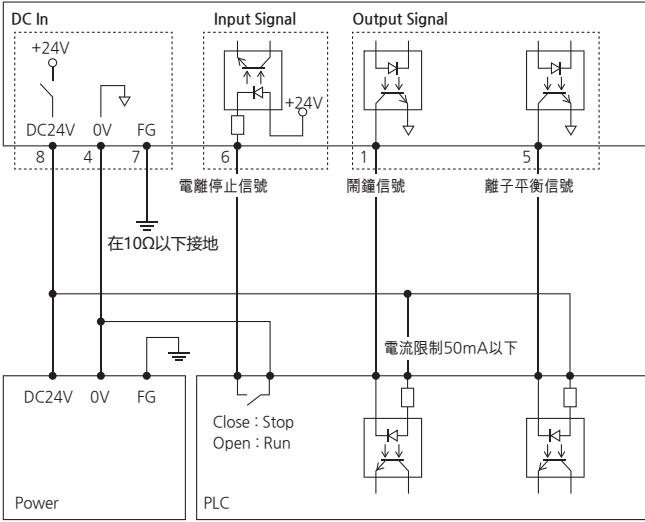 DC In
Input Signal
Output Signal
+24V
+24V
DC24V 0V FG
8 4 7 6 1 5
電離停止信號
鬧鐘信號
離子平衡信號
在10Ω以下接地
電流限制50mA以下
DC24V 0V FG
Close : Stop
Open : Run
Power
PLC